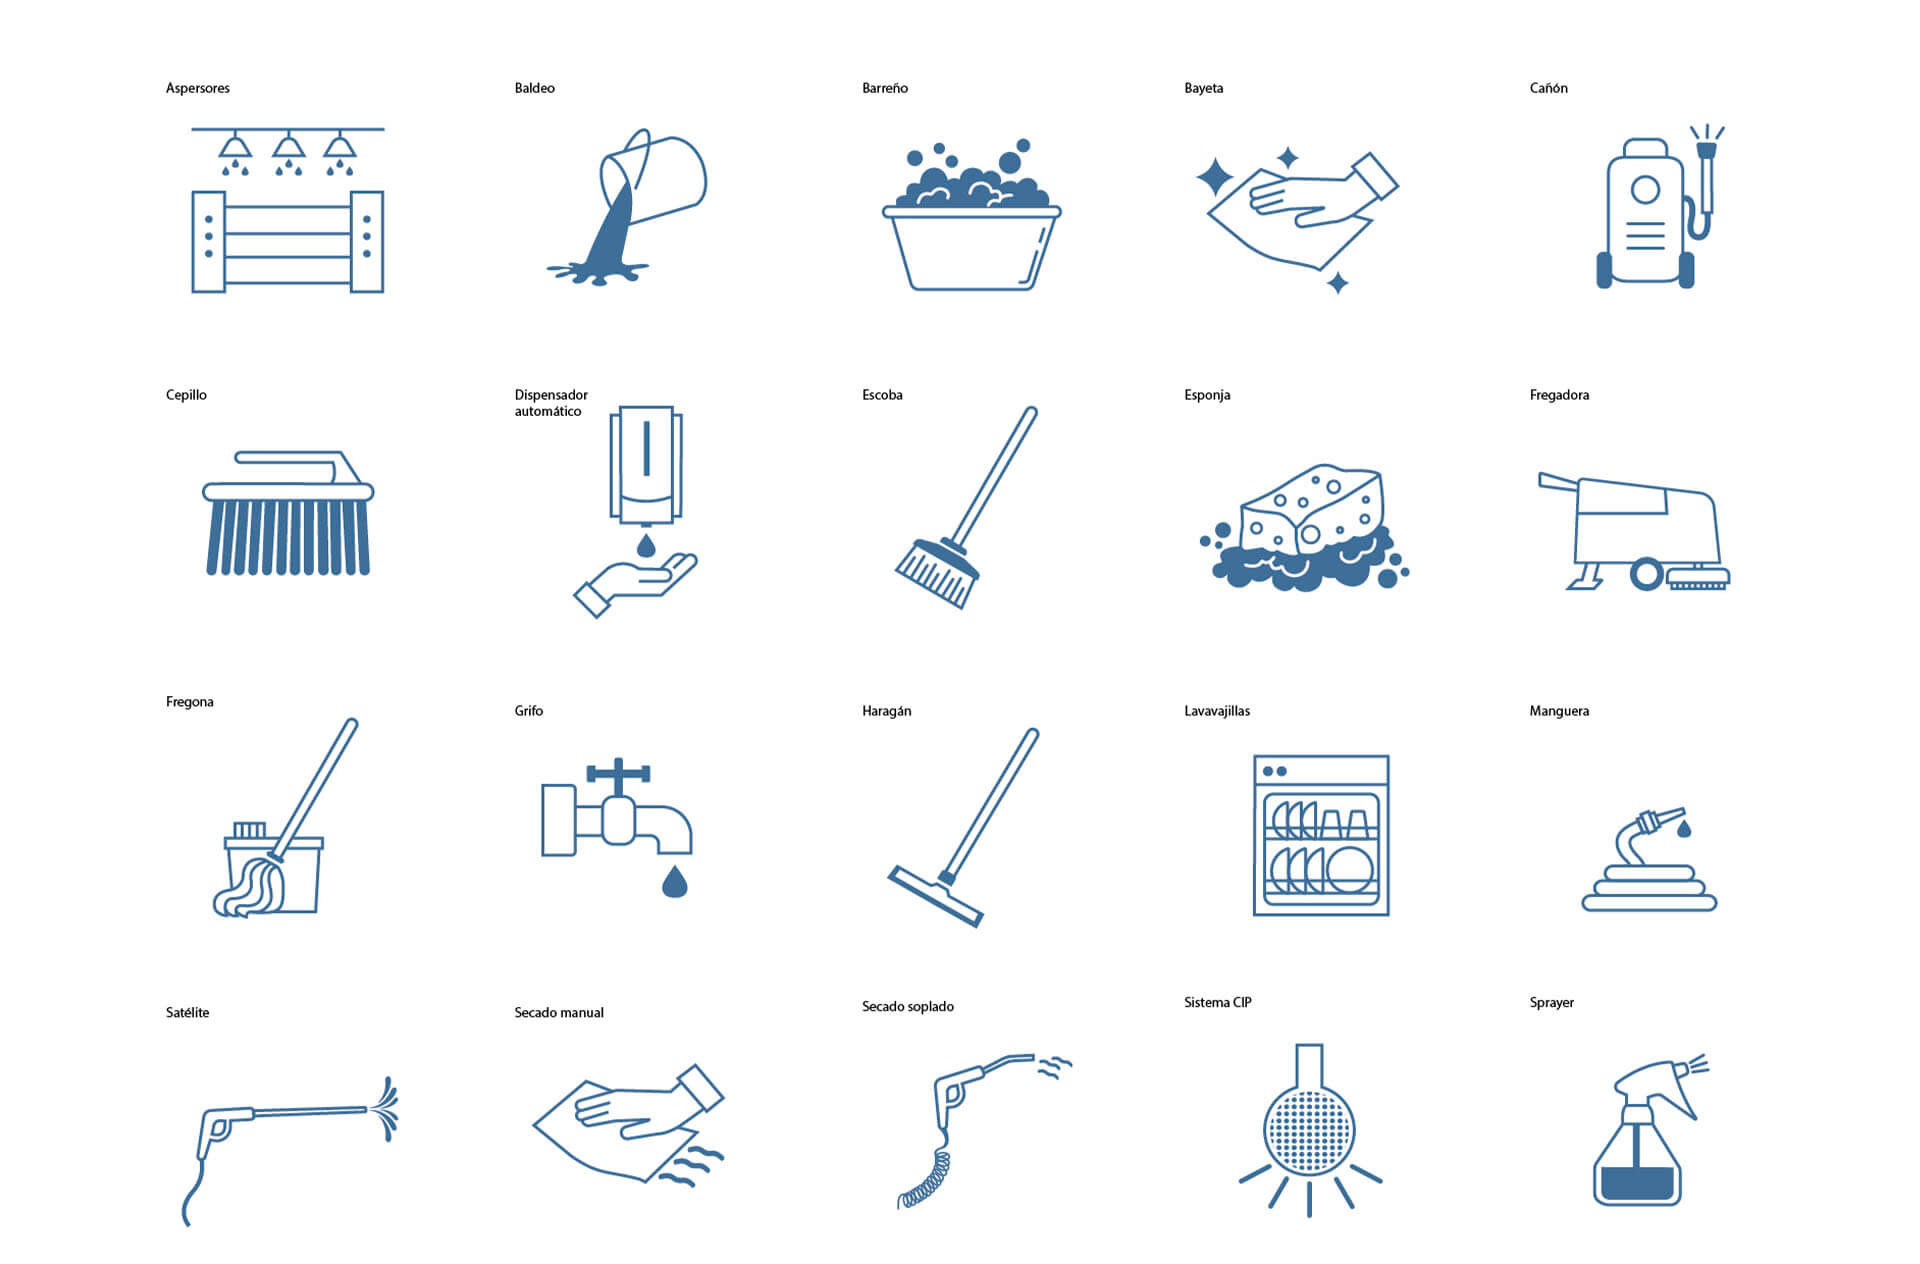 Aspersores
Baldeo
Barreño
Bayeta
Cañón
Cepillo
Dispensador
automático
Escoba
Esponja
Fregadora
Fregona
Grifo
Haragán
Lavavajillas
Manguera
Satélite
Secado manual
Secado soplado
Sistema CIP
Sprayer